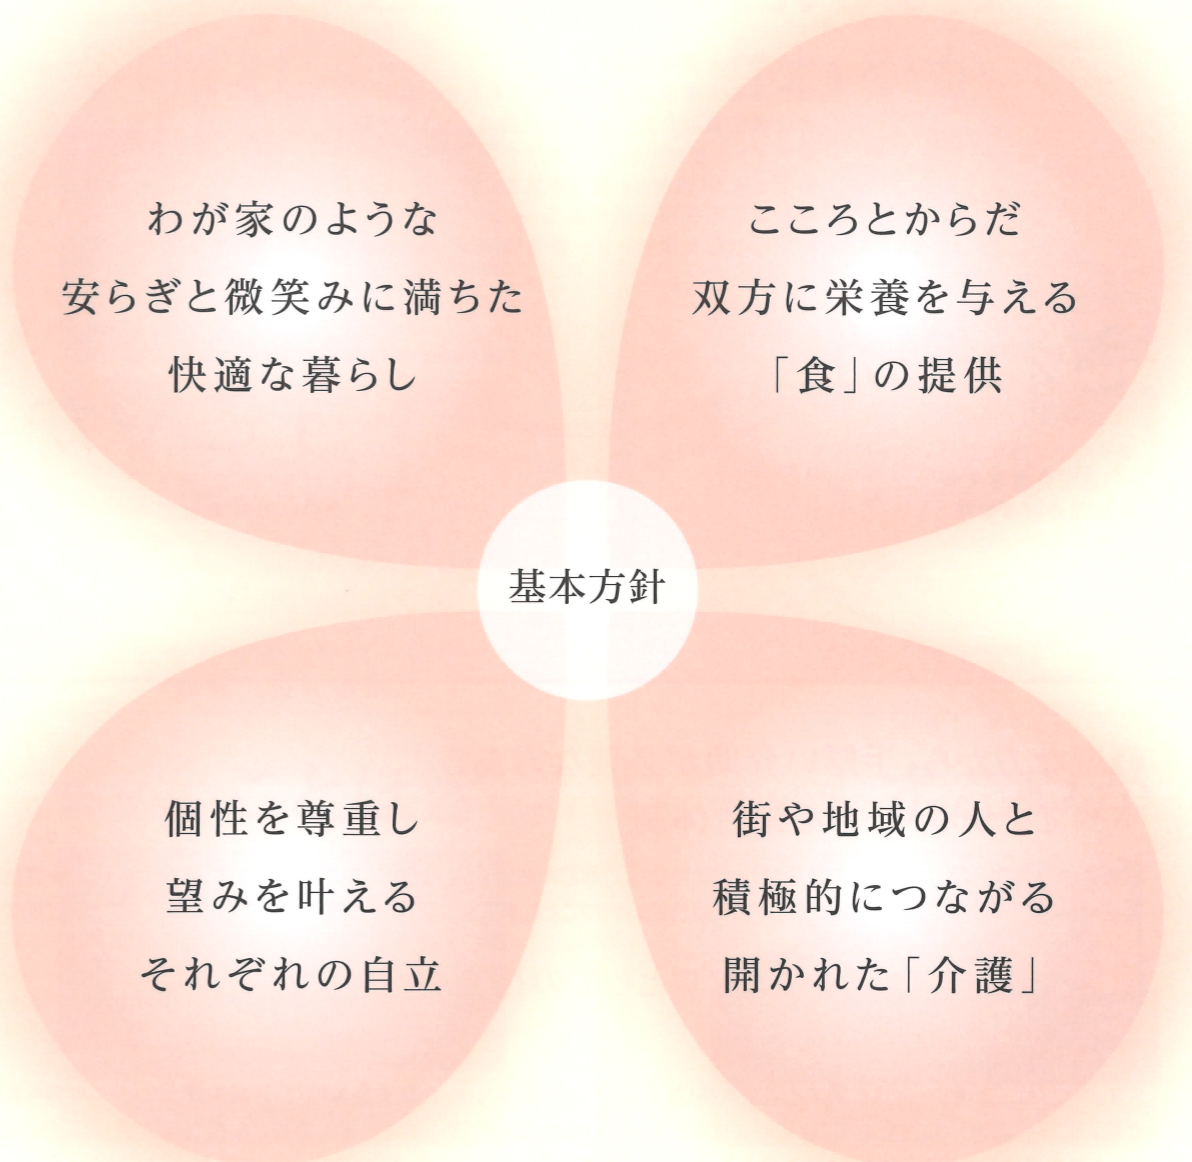 わが家のような
安らぎと微笑みに満ちた
快適な暮らし
こころとからだ
双方に栄養を与える
「食」の提供
基本方針
個性を尊重し
望みを叶える
それぞれの自立
街や地域の人と
積極的につながる
開かれた「介護」